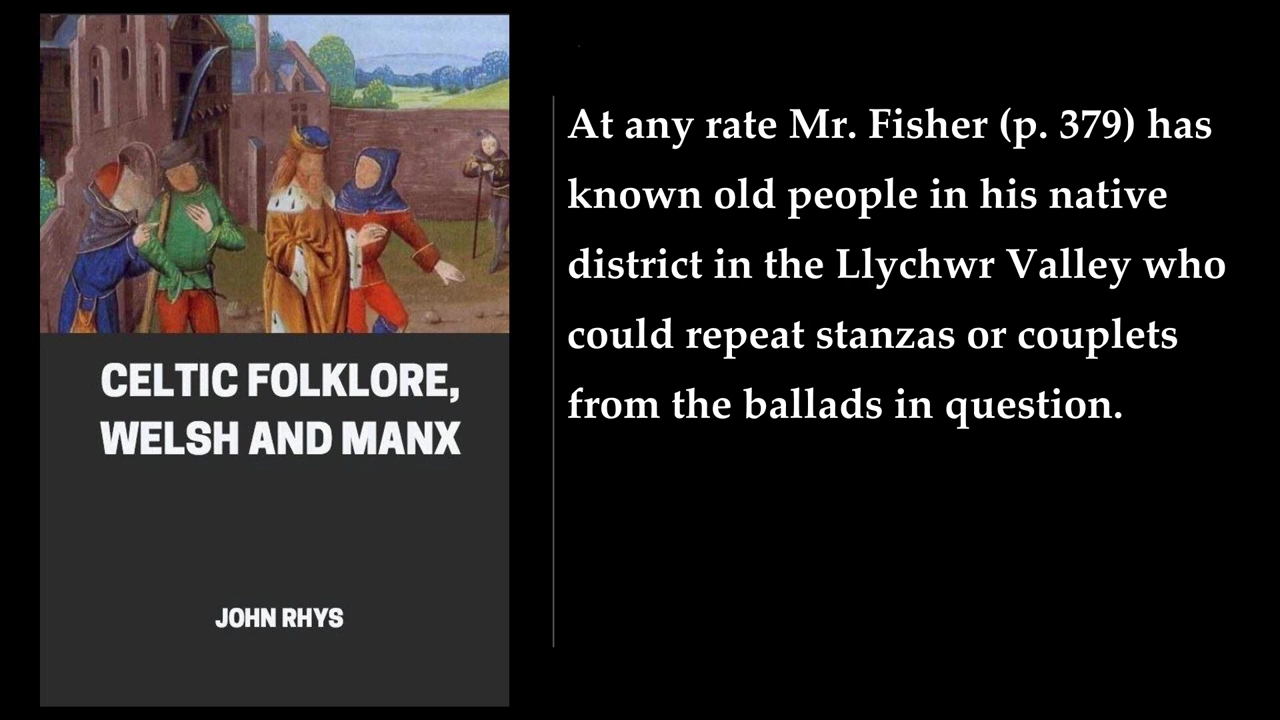 CELTIC FOLKLORE,
WELSH AND MANX
JOHN RHYS
At any rate Mr. Fisher (p. 379) has
known old people in his native
district in the Llychwr Valley who
could repeat stanzas or couplets
from the ballads in question.